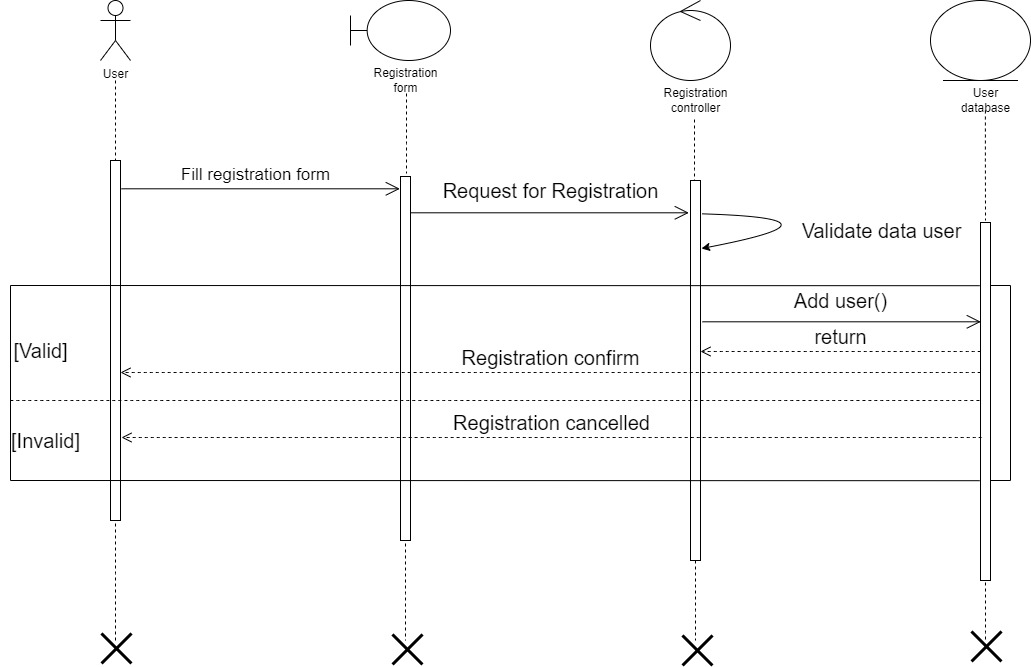 User
Registration
form
Registration
controller
User
database
Fill registration form
Request for Registration
Validate data user
Add user()
return
[Valid]
Registration confirm
Registration cancelled
[Invalid]